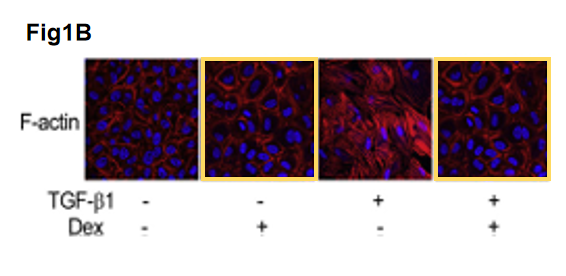 Fig1B
F-actin
TGF-β1 - - + +
Dex - + - +